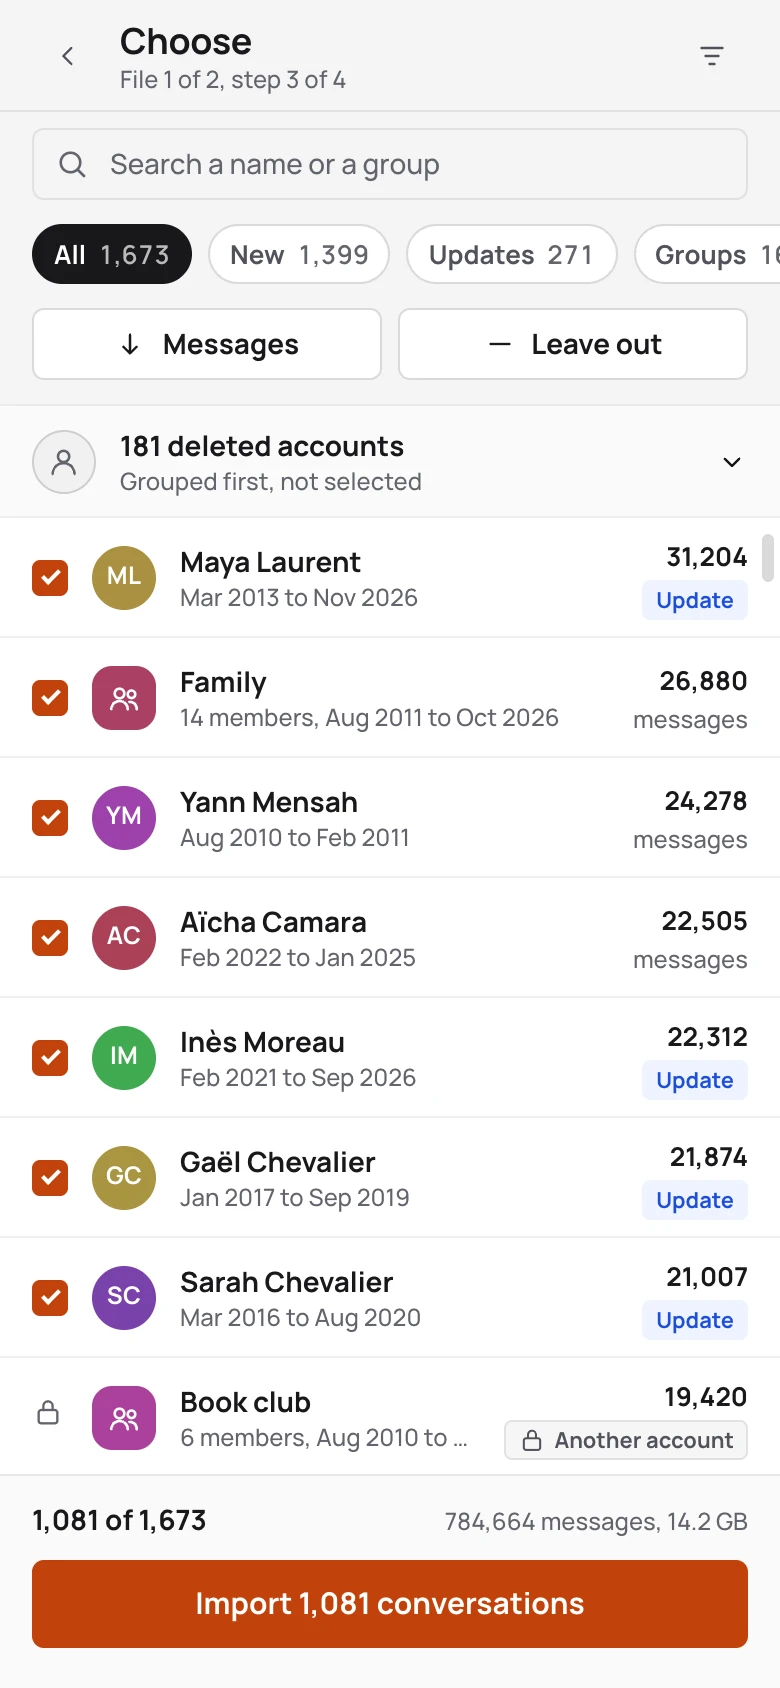 Choose
File 1 of 2, step 3 of 4
Search a name or a group
All 1,673 New 1,399 Updates 271 Groups
Messages Leave out
181 deleted accounts
Grouped first, not selected
ML Maya Laurent 31,204
Mar 2013 to Nov 2026 Update
Family 26,880
14 members, Aug 2011 to Oct 2026 messages
YM Yann Mensah 24,278
Aug 2010 to Feb 2011 messages
AC Aïcha Camara 22,505
Feb 2022 to Jan 2025 messages
IM Inès Moreau 22,312
Feb 2021 to Sep 2026 Update
GC Gaël Chevalier 21,874
Jan 2017 to Sep 2019 Update
SC Sarah Chevalier 21,007
Mar 2016 to Aug 2020 Update
Book club 19,420
6 members, Aug 2010 to ... Another account
1,081 of 1,673 784,664 messages, 14.2 GB
Import 1,081 conversations